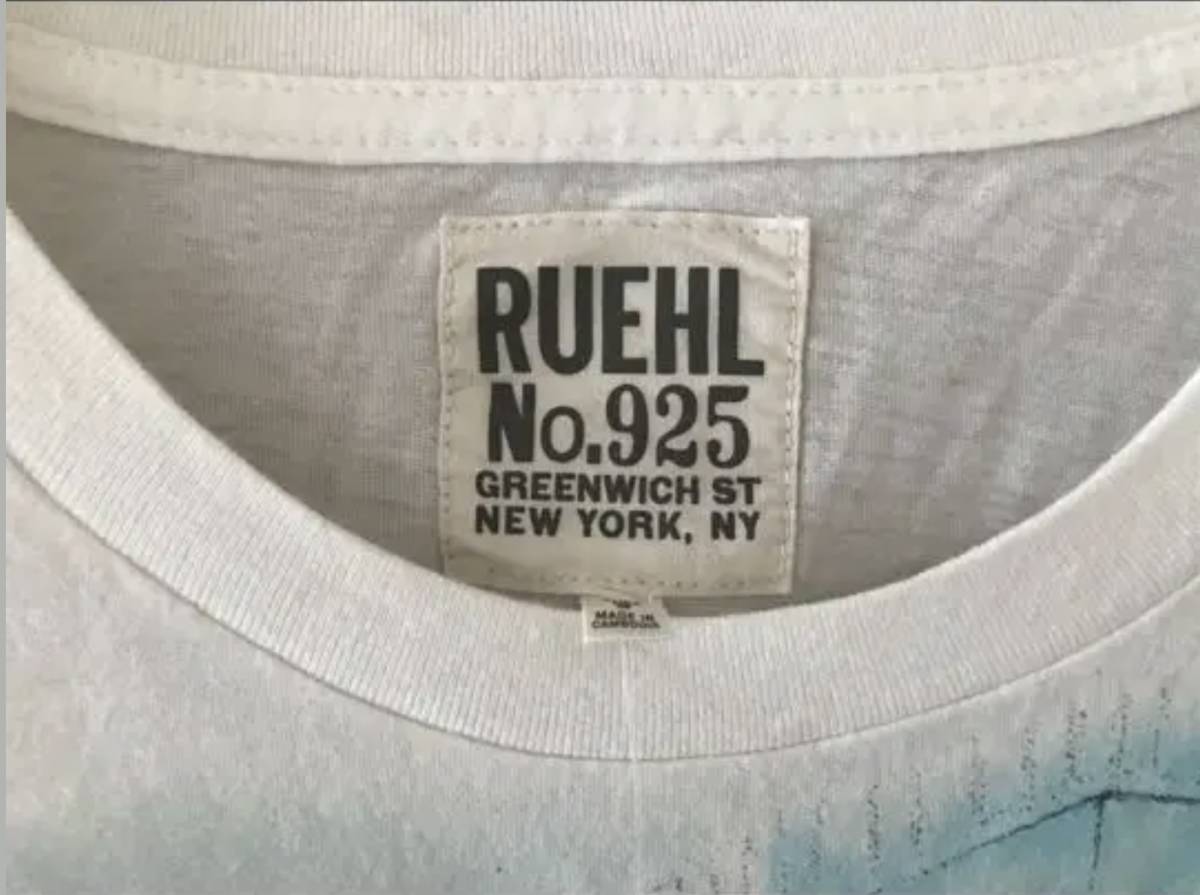 RUEHL
No.925
GREENWICH ST
NEW YORK, NY
MADE IN
CAMBODIA